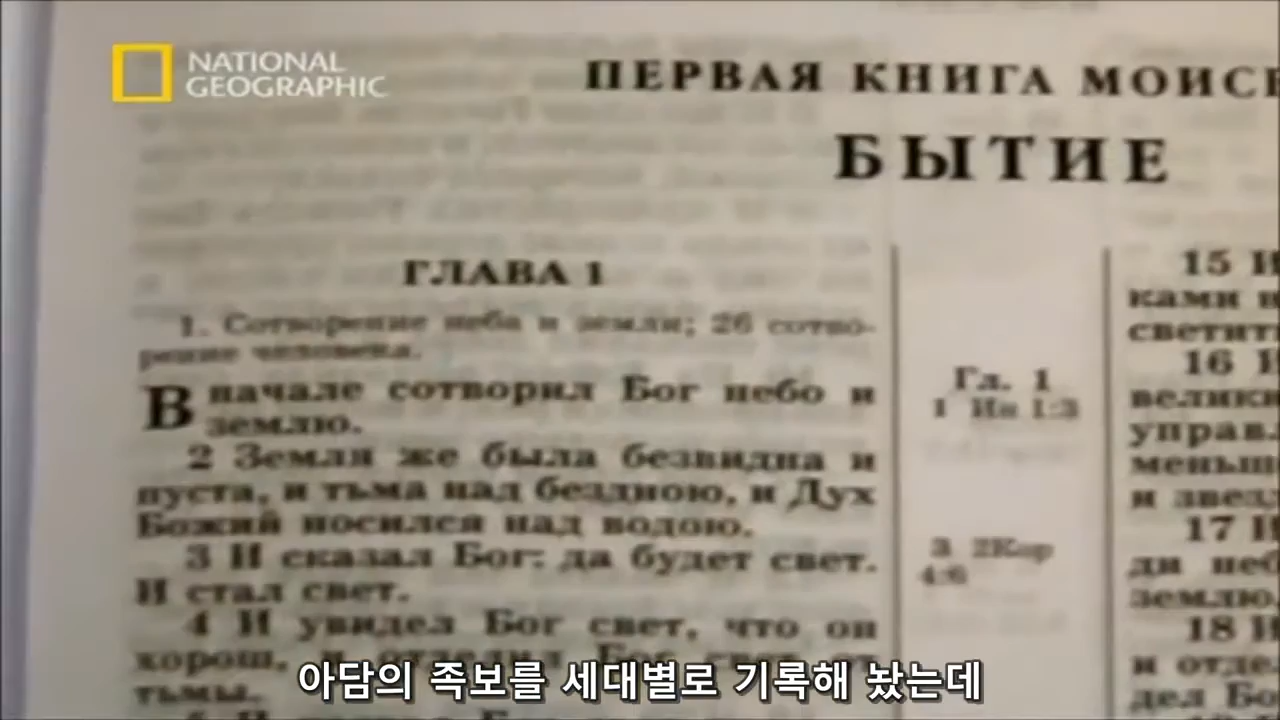 NATIONAL
GEOGRAPHIC
ПЕРВАЯ КНИГА МОИСЕ
БЫТИЕ
ГЛАВА 1
1. Сотворение неба и земли; 26 сотво-
рение человека.
В начале сотворил Бог небо и
землю.
2 Земля же была безвидна и
пуста, и тьма над бездною, и Дух
Божий носился над водою.
3 И сказал Бог: да будет свет.
И стал свет.
4 И увидел Бог свет, что он
хорош, и отделил Бог свет от
тьмы.
Гл. 1
1 Ин 1:3
3 2Кор
4:6
15 И
ками
светит
16 И
велики
управл
меньш
и звезд
17 И
ди неб
землю
18 И
и отде
дел Бо
아담의 족보를 세대별로 기록해 놨는데